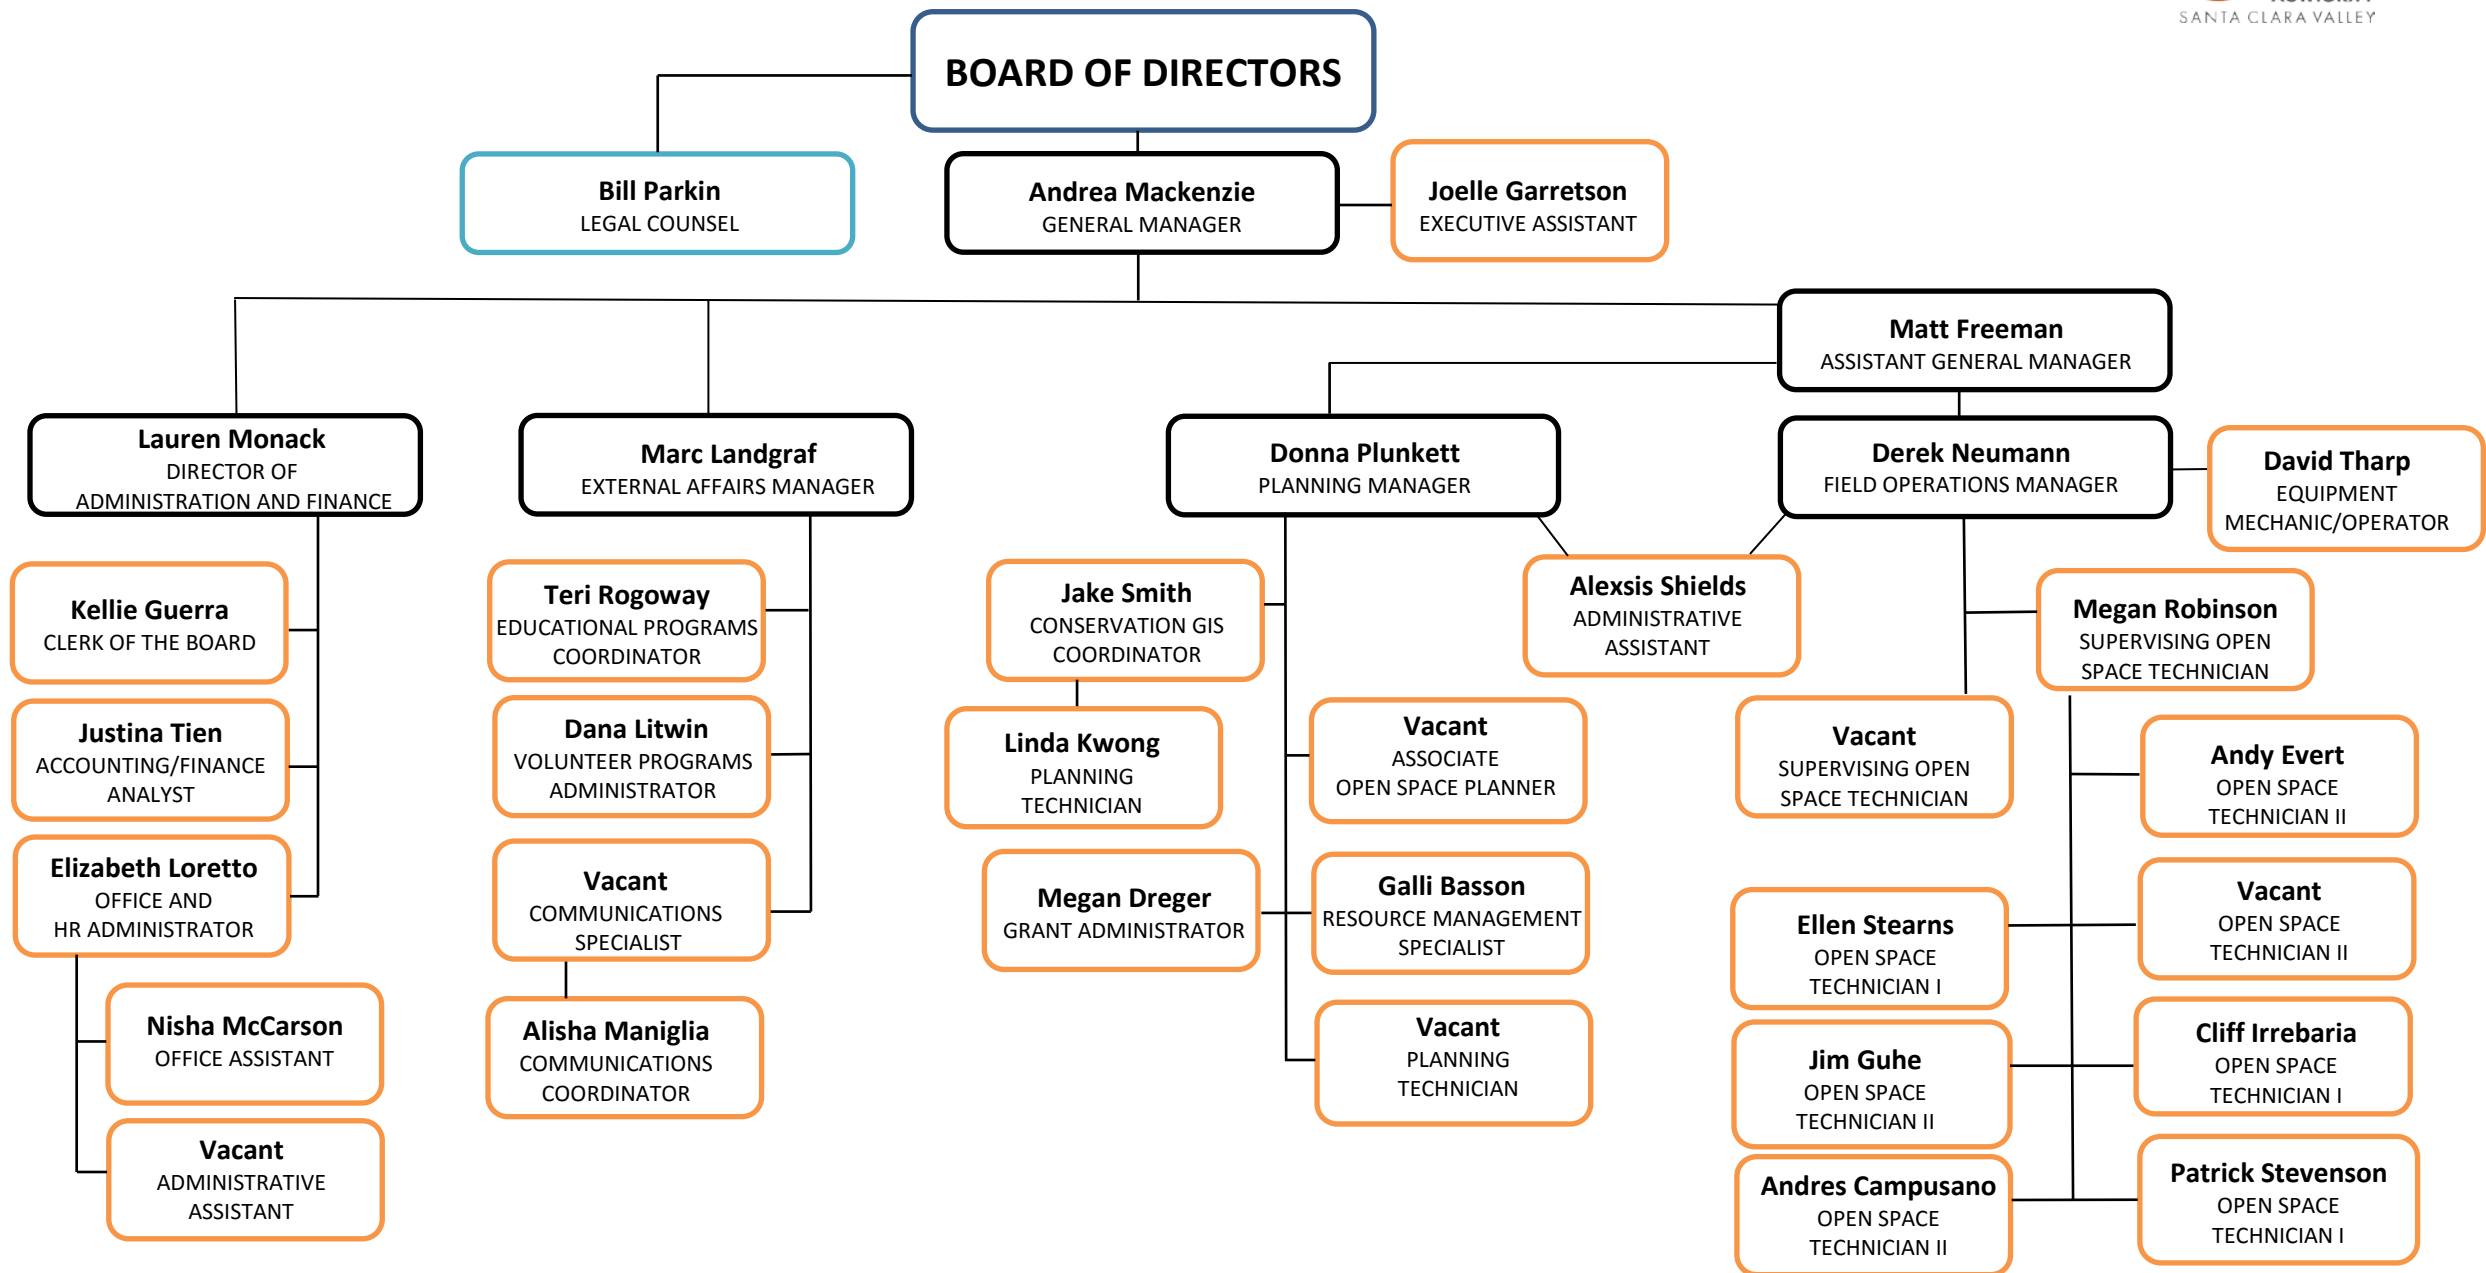 SANTA CLARA VALLEY
BOARD OF DIRECTORS
Bill Parkin
LEGAL COUNSEL
Andrea Mackenzie
GENERAL MANAGER
Joelle Garretson
EXECUTIVE ASSISTANT
Matt Freeman
ASSISTANT GENERAL MANAGER
Lauren Monack
DIRECTOR OF
ADMINISTRATION AND FINANCE
Marc Landgraf
EXTERNAL AFFAIRS MANAGER
Donna Plunkett
PLANNING MANAGER
Derek Neumann
FIELD OPERATIONS MANAGER
David Tharp
EQUIPMENT
MECHANIC/OPERATOR
Kellie Guerra
CLERK OF THE BOARD
Justina Tien
ACCOUNTING/FINANCE
ANALYST
Elizabeth Loretto
OFFICE AND
HR ADMINISTRATOR
Nisha McCarson
OFFICE ASSISTANT
Vacant
ADMINISTRATIVE
ASSISTANT
Teri Rogoway
EDUCATIONAL PROGRAMS
COORDINATOR
Dana Litwin
VOLUNTEER PROGRAMS
ADMINISTRATOR
Vacant
COMMUNICATIONS
SPECIALIST
Alisha Maniglia
COMMUNICATIONS
COORDINATOR
Jake Smith
CONSERVATION GIS
COORDINATOR
Linda Kwong
PLANNING
TECHNICIAN
Vacant
ASSOCIATE
OPEN SPACE PLANNER
Megan Dreger
GRANT ADMINISTRATOR
Galli Basson
RESOURCE MANAGEMENT
SPECIALIST
Vacant
PLANNING
TECHNICIAN
Alexsis Shields
ADMINISTRATIVE
ASSISTANT
Megan Robinson
SUPERVISING OPEN
SPACE TECHNICIAN
Vacant
SUPERVISING OPEN
SPACE TECHNICIAN
Andy Evert
OPEN SPACE
TECHNICIAN II
Ellen Stearns
OPEN SPACE
TECHNICIAN I
Vacant
OPEN SPACE
TECHNICIAN II
Jim Guhe
OPEN SPACE
TECHNICIAN II
Cliff Irrebaria
OPEN SPACE
TECHNICIAN I
Andres Campusano
OPEN SPACE
TECHNICIAN II
Patrick Stevenson
OPEN SPACE
TECHNICIAN I